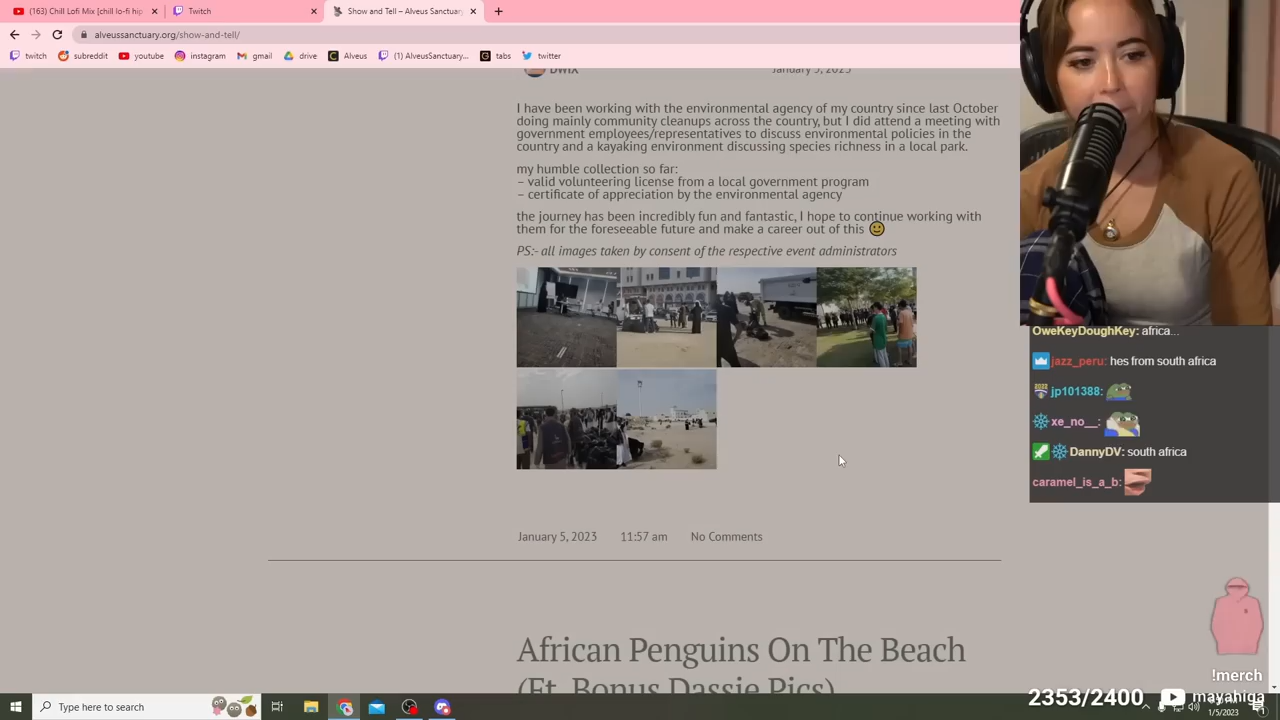 (163) Chill Lofi Mix [chill lo-fi hip
Twitch
Show and Tell – Alveus Sanctuary
alveussanctuary.org/show-and-tell/
twitch
subreddit
youtube
instagram
gmail
drive
Alveus
(1) AlveusSanctuary...
tabs
twitter
DWIX
January 5, 2023
I have been working with the environmental agency of my country since last October
doing mainly community cleanups across the country, but I did attend a meeting with
government employees/representatives to discuss environmental policies in the
country and a kayaking environment discussing species richness in a local park.
my humble collection so far:
– valid volunteering license from a local government program
– certificate of appreciation by the environmental agency
the journey has been incredibly fun and fantastic, I hope to continue working with
them for the foreseeable future and make a career out of this
PS:- all images taken by consent of the respective event administrators
January 5, 2023
11:57 am
No Comments
African Penguins On The Beach
(Ft. Bonus Dassie Pics)
OweKeyDoughKey: africa...
jazz_peru: hes from south africa
jp101388:
xe_no__:
DannyDV: south africa
caramel_is_a_b:
!merch
2353/2400
mayahiga
Type here to search
1/5/2023